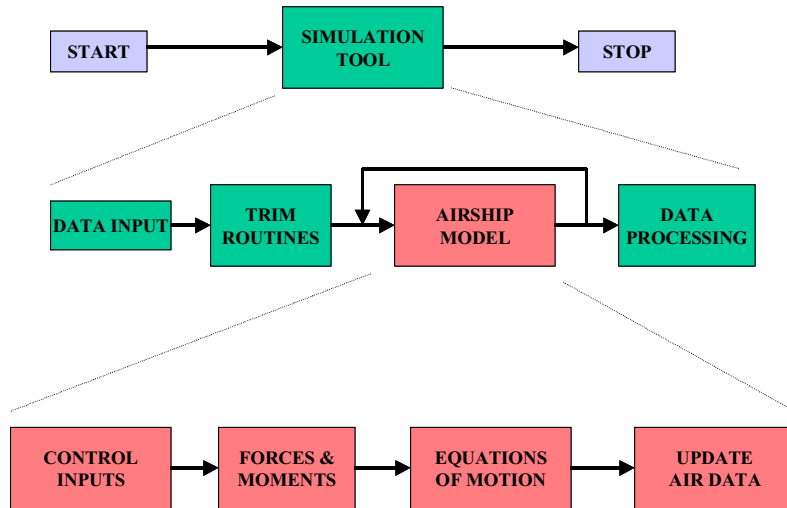 START
SIMULATION
TOOL
STOP
DATA INPUT
TRIM
ROUTINES
AIRSHIP
MODEL
DATA
PROCESSING
CONTROL
INPUTS
FORCES &
MOMENTS
EQUATIONS
OF MOTION
UPDATE
AIR DATA